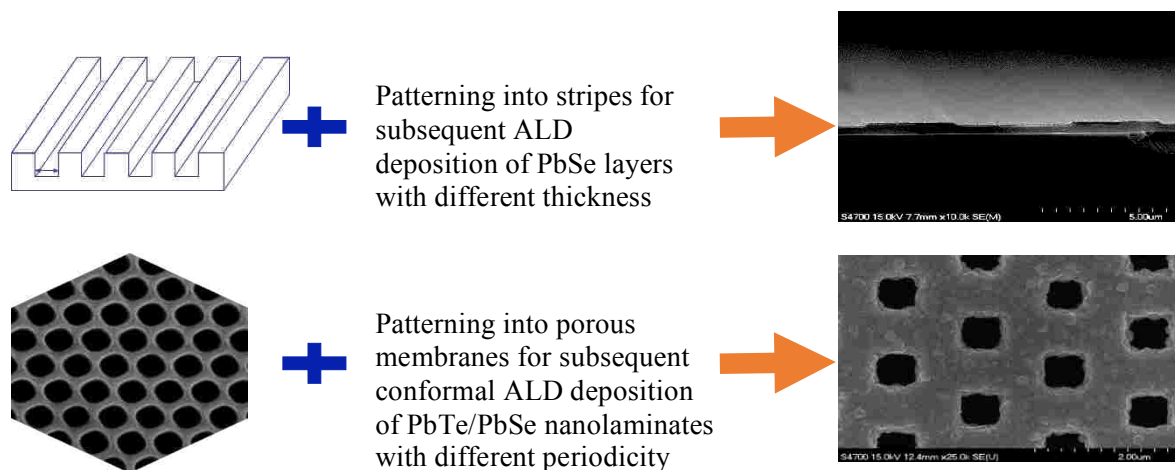 Patterning into stripes for
subsequent ALD
deposition of PbSe layers
with different thickness
S4700 15.0kV 7.7mm x10.0k SE(M)
5.00um
Patterning into porous
membranes for subsequent
conformal ALD deposition
of PbTe/PbSe nanolaminates
with different periodicity
S4700 15.0kV 12.4mm x25.0k SE(U)
2.00um